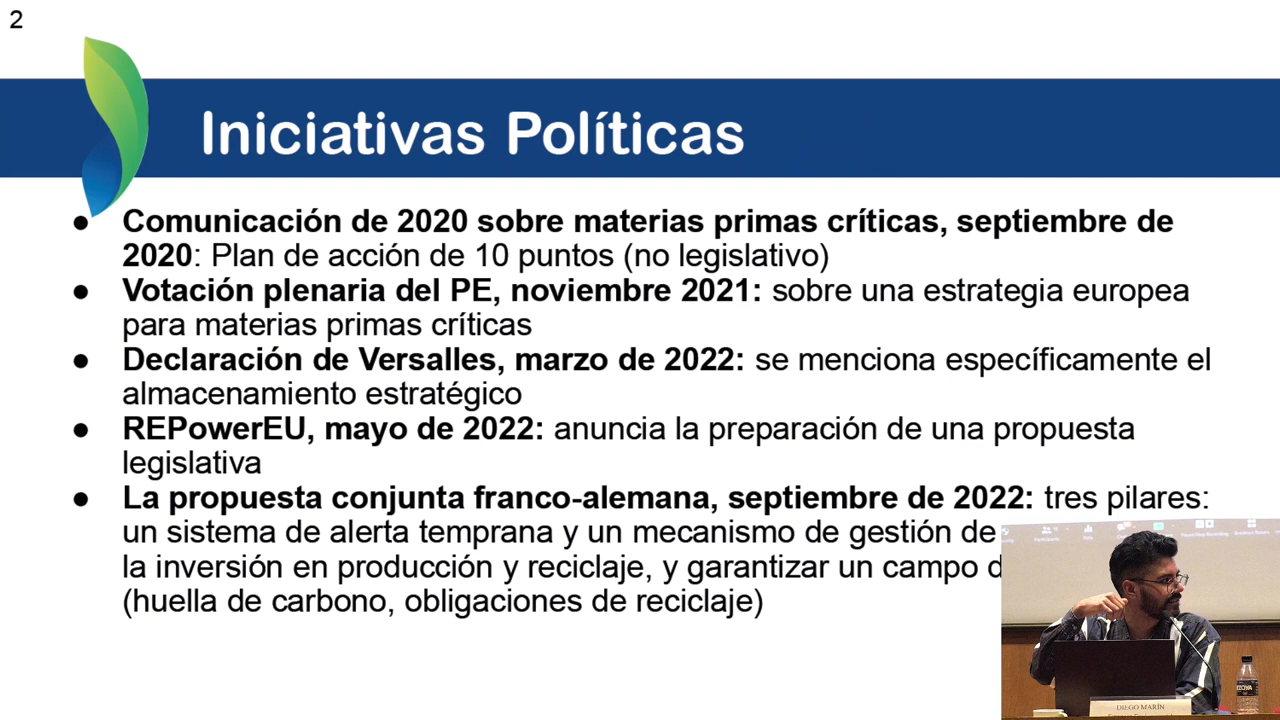 2
Iniciativas Políticas
● Comunicación de 2020 sobre materias primas críticas, septiembre de
2020: Plan de acción de 10 puntos (no legislativo)
● Votación plenaria del PE, noviembre 2021: sobre una estrategia europea
para materias primas críticas
● Declaración de Versalles, marzo de 2022: se menciona específicamente el
almacenamiento estratégico
● REPowerEU, mayo de 2022: anuncia la preparación de una propuesta
legislativa
● La propuesta conjunta franco-alemana, septiembre de 2022: tres pilares:
un sistema de alerta temprana y un mecanismo de gestión de
la inversión en producción y reciclaje, y garantizar un campo
(huella de carbono, obligaciones de reciclaje)
DIEGO MARÍN